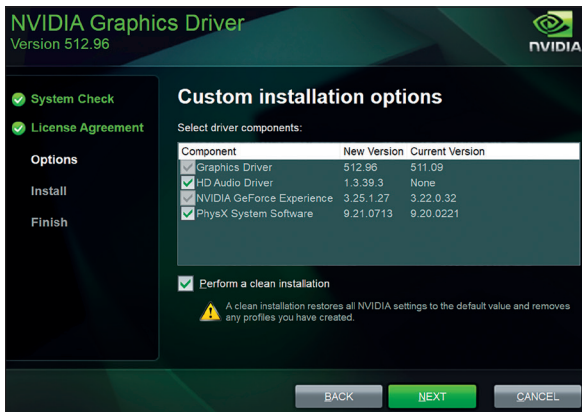 NVIDIA Graphics Driver
Version 512.96
NVIDIA
System Check
License Agreement
Options
Install
Finish
Custom installation options
Select driver components:
Component New Version Current Version
Graphics Driver 512.96 511.09
HD Audio Driver 1.3.39.3 None
NVIDIA GeForce Experience 3.25.1.27 3.22.0.32
PhysX System Software 9.21.0713 9.20.0221
Perform a clean installation
A clean installation restores all NVIDIA settings to the default value and removes
any profiles you have created.
BACK NEXT CANCEL